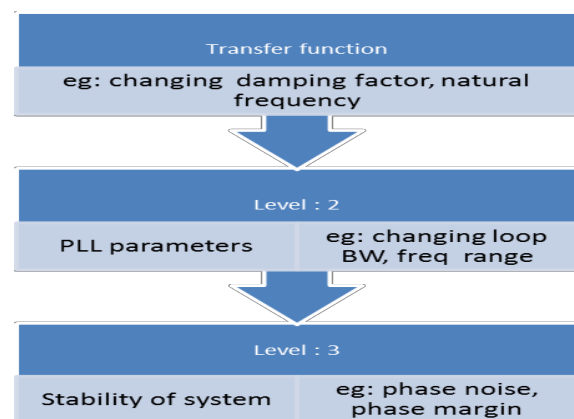 Transfer function
eg: changing damping factor, natural
frequency
Level : 2
PLL parameters
eg: changing loop
BW, freq range
Level : 3
Stability of system
eg: phase noise,
phase margin